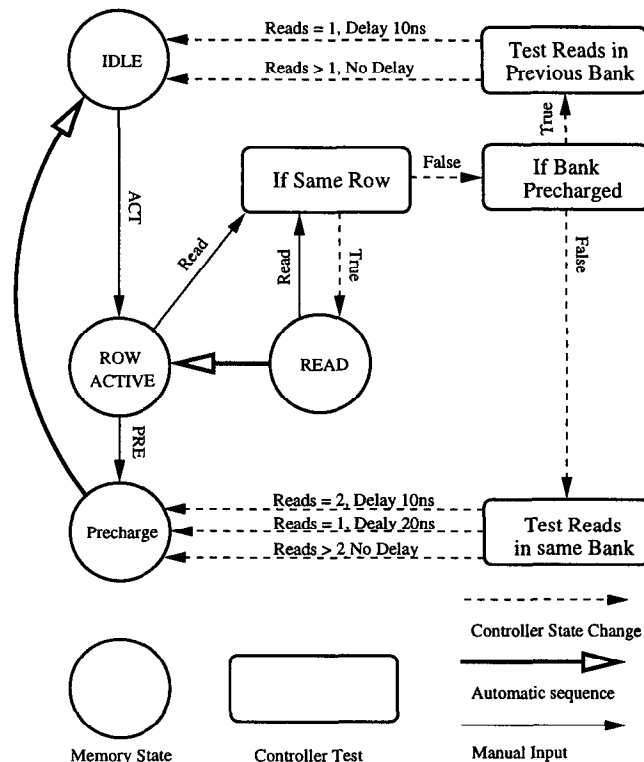 Reads = 1, Delay 10ns
Test Reads in
Previous Bank
IDLE
Reads > 1, No Delay
True
If Same Row
False
If Bank
Precharged
ACT
Read
Read
True
False
ROW
ACTIVE
READ
PRE
Precharge
Reads = 2, Delay 10ns
Reads = 1, Dealy 20ns
Reads > 2 No Delay
Test Reads
in same Bank
Controller State Change
Automatic sequence
Memory State
Controller Test
Manual Input